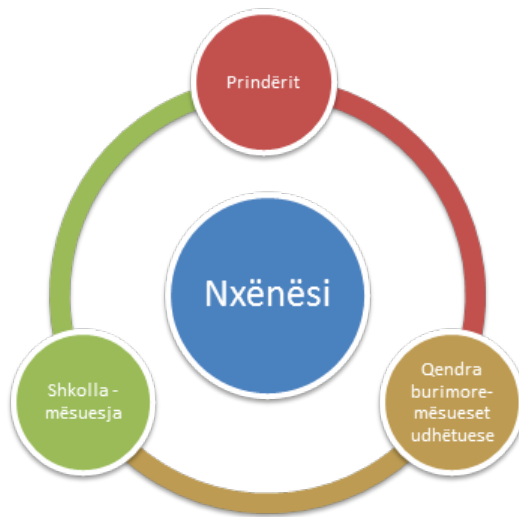 Prindërit
Nxënësi
Shkolla -
mësuesja
Qendra
burimore-
mësueset
udhëtuese